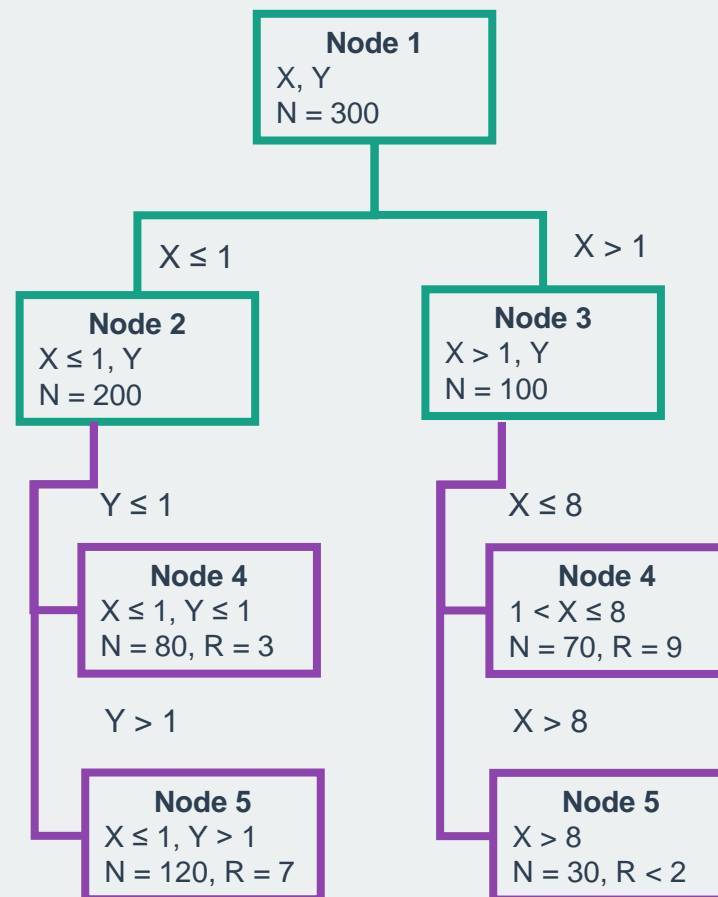 Node 1
X, Y
N = 300
X ≤ 1
X > 1
Node 2
X ≤ 1, Y
N = 200
Node 3
X > 1, Y
N = 100
Y ≤ 1
X ≤ 8
Node 4
X ≤ 1, Y ≤ 1
N = 80, R = 3
Node 4
1 < X ≤ 8
N = 70, R = 9
Y > 1
X > 8
Node 5
X ≤ 1, Y > 1
N = 120, R = 7
Node 5
X > 8
N = 30, R < 2